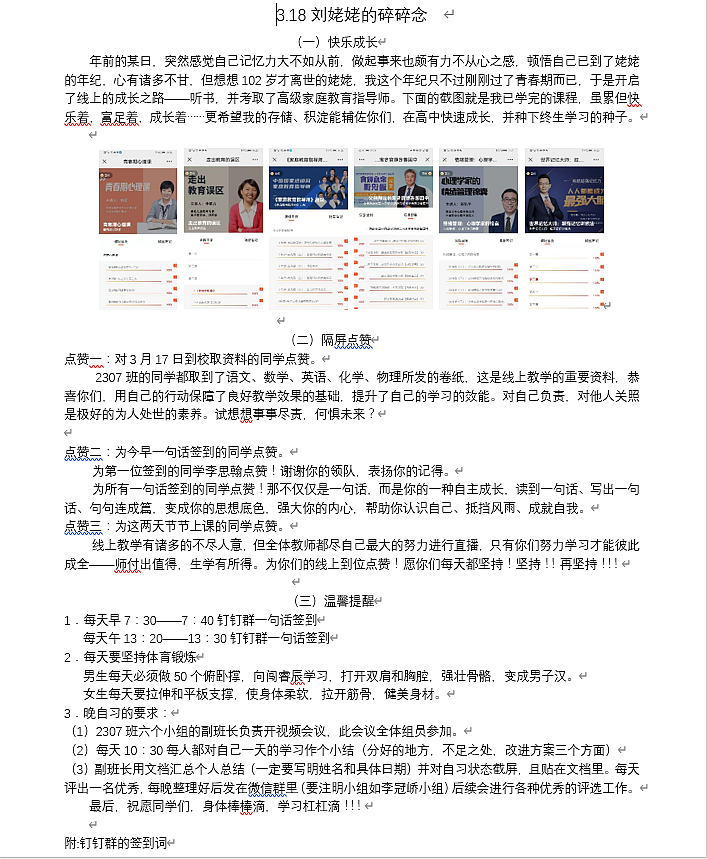 3.18 刘姥姥的碎碎念
（一）快乐成长
年前的某日，突然感觉自己记忆力大不如从前，做起事来也颇有力不从心之感，顿悟自己已到了姥姥
的年纪，心有诸多不甘，但想想 102 岁才离世的姥姥，我这个年纪只不过刚刚过了青春期而已，于是开启
了线上的成长之路——听书，并考取了高级家庭教育指导师。下面的截图就是我已学完的课程，虽累但快
乐着，富足着，成长着……更希望我的存储、积淀能辅佐你们，在高中快速成长，并种下终生学习的种子。
青春期心理课
走出教育误区
走出
教育误区
（二）隔屏点赞
点赞一：对 3 月 17 日到校取资料的同学点赞。
2307 班的同学都取到了语文、数学、英语、化学、物理所发的卷纸，这是线上教学的重要资料，恭
喜你们，用自己的行动保障了良好教学效果的基础，提升了自己的学习的效能。对自己负责，对他人关照
是极好的为人处世的素养。试想想事事尽责，何惧未来？
点赞二：为今早一句话签到的同学点赞。
为第一位签到的同学李思翰点赞！谢谢你的领队，表扬你的记得。
为所有一句话签到的同学点赞！那不仅仅是一句话，而是你的一种自主成长，读到一句话、写出一句
话、句句连成篇，变成你的思想底色，强大你的内心，帮助你认识自己、抵挡风雨、成就自我。
点赞三：为这两天节节上课的同学点赞。
线上教学有诸多的不尽人意，但全体教师都尽自己最大的努力进行直播，只有你们努力学习才能彼此
成全——师付出值得，生学有所得。为你们的线上到位点赞！愿你们每天都坚持！坚持！！再坚持！！！
（三）温馨提醒
1．每天早 7：30——7：40 钉钉群一句话签到
每天午 13：20——13：30 钉钉群一句话签到
2．每天要坚持体育锻炼
男生每天必须做 50 个俯卧撑，向闯睿辰学习，打开双肩和胸腔，强壮骨骼，变成男子汉。
女生每天要拉伸和平板支撑，使身体柔软，拉开筋骨，健美身材。
3．晚自习的要求：
（1）2307 班六个小组的副班长负责开视频会议，此会议全体组员参加。
（2）每天 10：30 每人都对自己一天的学习作个小结（分好的地方，不足之处，改进方案三个方面）
（3）副班长用文档汇总个人总结（一定要写明姓名和具体日期）并对自习状态截屏，且贴在文档里。每天
评出一名优秀，每晚整理好后发在微信群里（要注明小组如李冠峤小组）后续会进行各种优秀的评选工作。
最后，祝愿同学们，身体棒棒滴，学习杠杠滴！！！
附:钉钉群的签到词